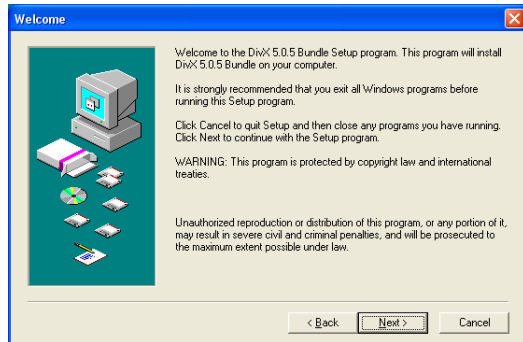 Welcome
Welcome to the DivX 5.0.5 Bundle Setup program. This program will install
DivX 5.0.5 Bundle on your computer.
It is strongly recommended that you exit all Windows programs before
running this Setup program.
Click Cancel to quit Setup and then close any programs you have running.
Click Next to continue with the Setup program.
WARNING: This program is protected by copyright law and international
treaties.
Unauthorized reproduction or distribution of this program, or any portion of it,
may result in severe civil and criminal penalties, and will be prosecuted to
the maximum extent possible under law.
< Back Next > Cancel